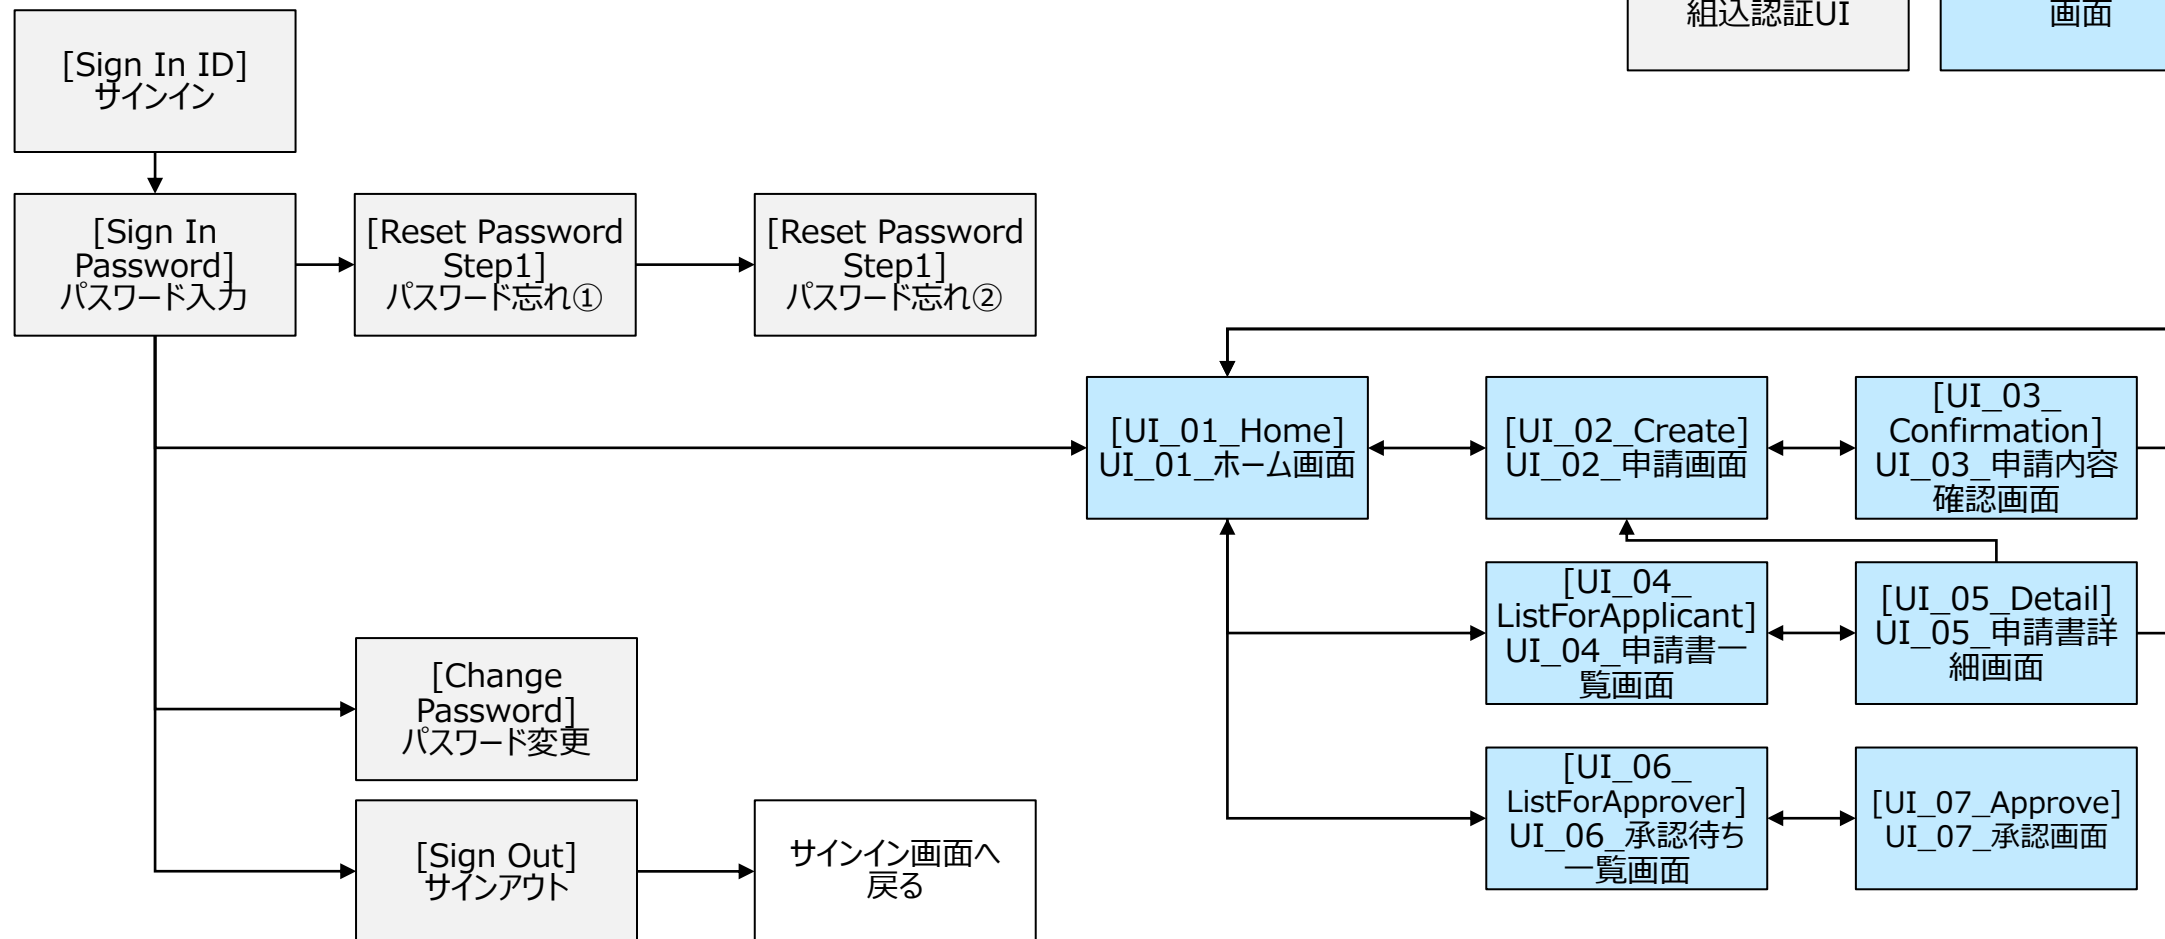 組込認証UI
画面
[Sign In ID]
サインイン
[Sign In
Password]
パスワード入力
[Reset Password
Step1]
パスワード忘れ①
[Reset Password
Step1]
パスワード忘れ②
[UI_01_Home]
UI_01_ホーム画面
[UI_02_Create]
UI_02_申請画面
[UI_03_
Confirmation]
UI_03_申請内容
確認画面
[UI_04_
ListForApplicant]
UI_04_申請書一
覧画面
[UI_05_Detail]
UI_05_申請書詳
細画面
[Change
Password]
パスワード変更
[UI_06_
ListForApprover]
UI_06_承認待ち
一覧画面
[UI_07_Approve]
UI_07_承認画面
[Sign Out]
サインアウト
サインイン画面へ
戻る